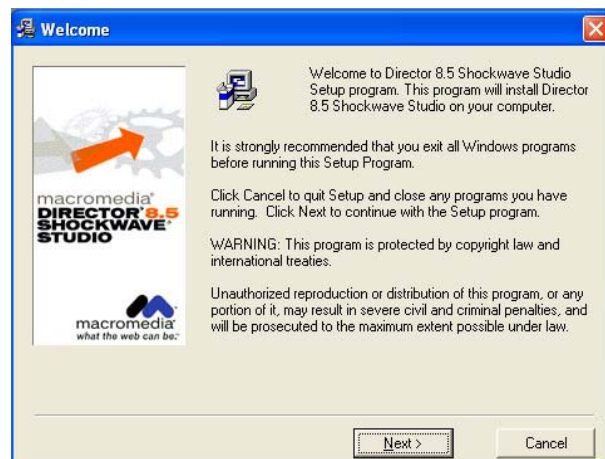 Welcome
Welcome to Director 8.5 Shockwave Studio
Setup program. This program will install Director
8.5 Shockwave Studio on your computer.
It is strongly recommended that you exit all Windows programs
before running this Setup Program.
Click Cancel to quit Setup and close any programs you have
running. Click Next to continue with the Setup program.
WARNING: This program is protected by copyright law and
international treaties.
Unauthorized reproduction or distribution of this program, or any
portion of it, may result in severe civil and criminal penalties, and
will be prosecuted to the maximum extent possible under law.
macromedia®
DIRECTOR® 8.5
SHOCKWAVE®
STUDIO
macromedia®
what the web can be.™
Next >
Cancel